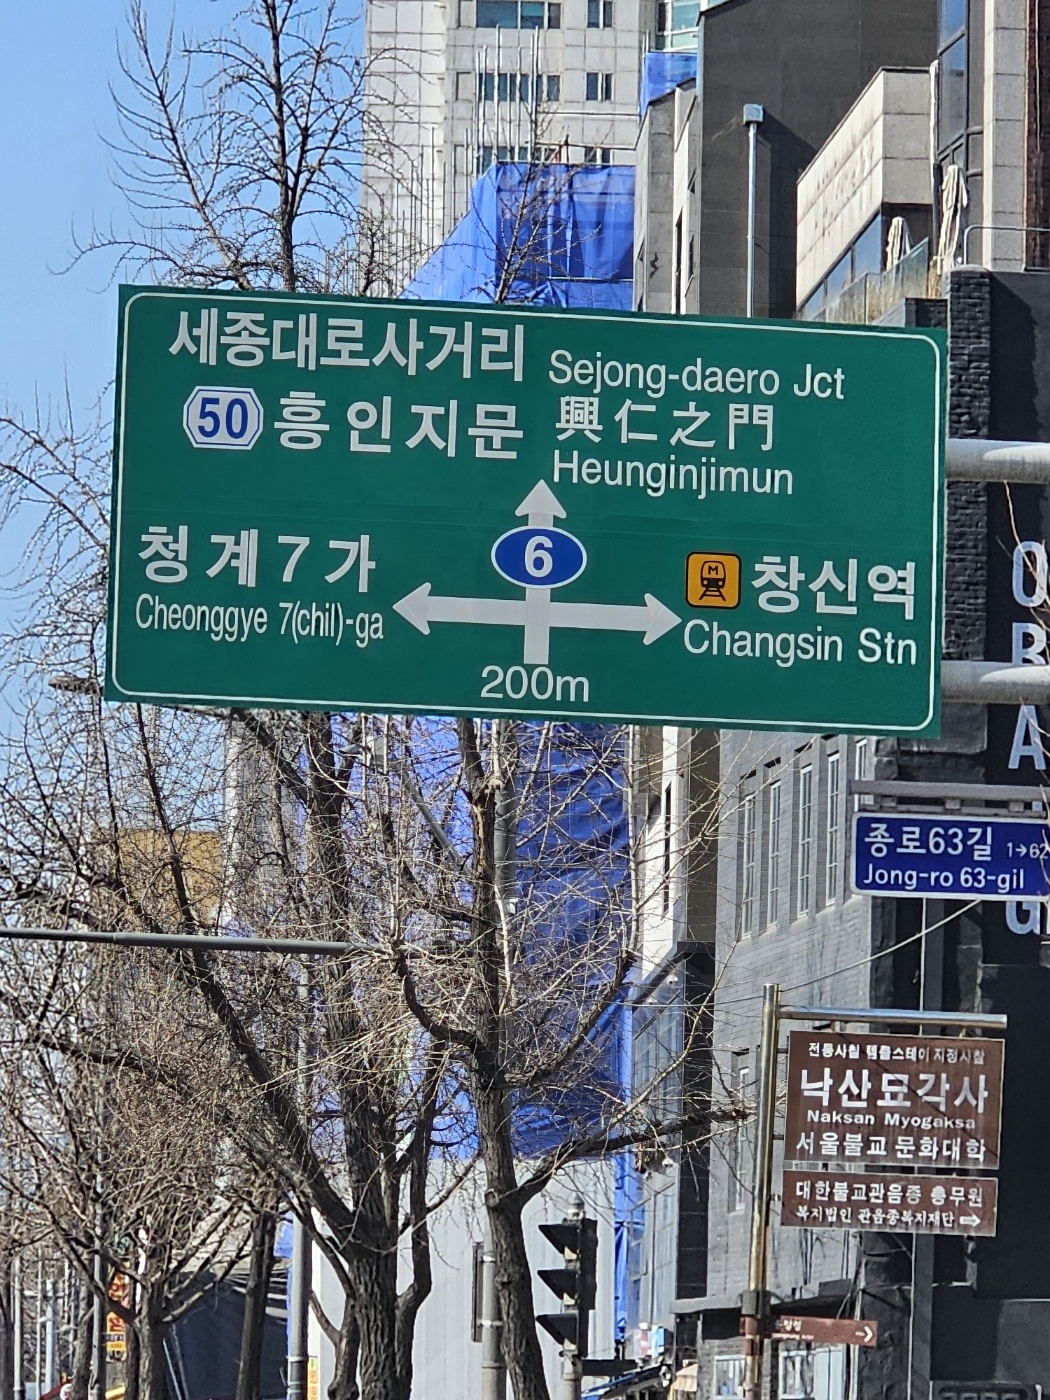 세종대로사거리 Sejong-daero Jct
50 흥인지문 興仁之門
Heunginjimun
6
청계7가
Cheonggye 7(chil)-ga
M 창신역
Changsin Stn
200m
종로63길 1→62
Jong-ro 63-gil
전통사찰 템플스테이 지정사찰
낙산묘각사
Naksan Myogaksa
서울불교문화대학
대한불교관음종 총무원
복지법인 관음종복지재단